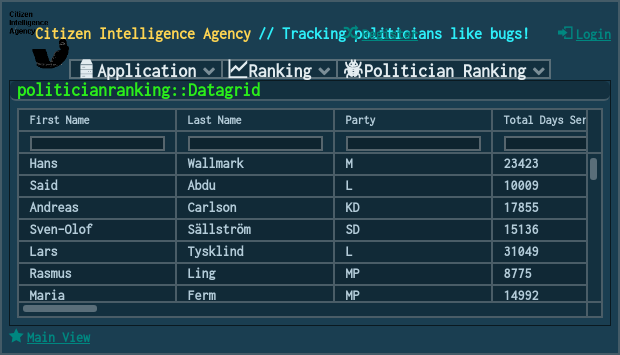 Citizen
Intelligence
Agency
Citizen Intelligence Agency // Tracking politicians like bugs!
Register
Login
Application
Ranking
Politician Ranking
politicianranking::Datagrid
First Name Last Name Party Total Days Ser
Hans Wallmark M 23423
Said Abdu L 10009
Andreas Carlson KD 17855
Sven-Olof Sällström SD 15136
Lars Tysklind L 31049
Rasmus Ling MP 8775
Maria Ferm MP 14992
Main View